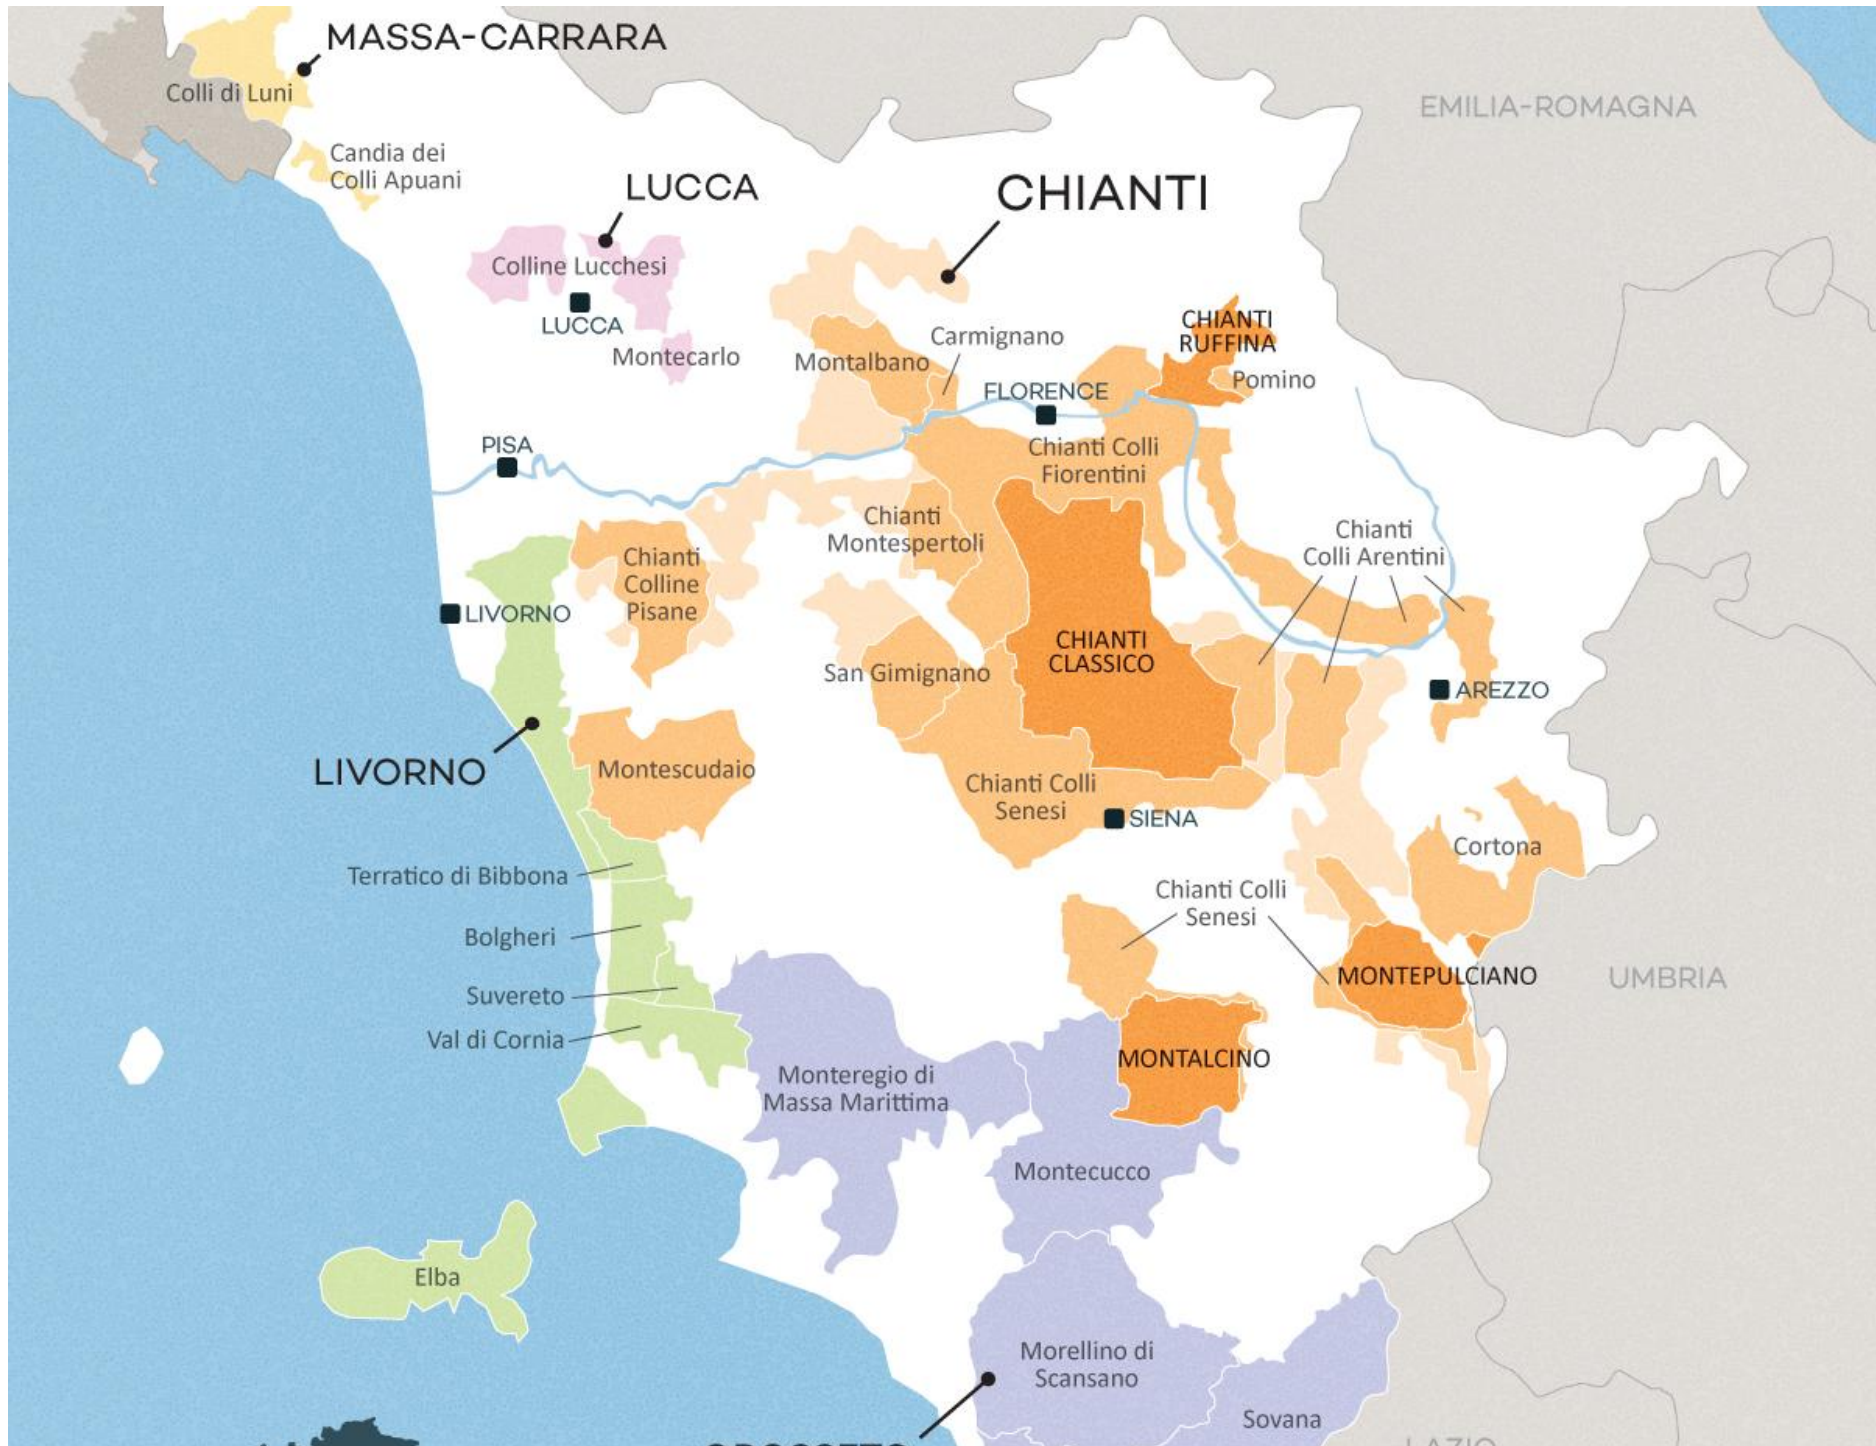 MASSA-CARRARA
Colli di Luni
EMILIA-ROMAGNA
Candia dei
Colli Apuani
LUCCA
CHIANTI
Colline Lucchesi
LUCCA
Montecarlo
CHIANTI
RUFFINA
Carmignano
Montalbano
Pomino
FLORENCE
PISA
Chianti Colli
Fiorentini
Chianti
Montespertoli
Chianti
Colli Arentini
Chianti
Colline
Pisane
LIVORNO
CHIANTI
CLASSICO
San Gimignano
AREZZO
LIVORNO
Montescudaio
Chianti Colli
Senesi
SIENA
Cortona
Terratico di Bibbona
Chianti Colli
Senesi
Bolgheri
MONTEPULCIANO
UMBRIA
Suvereto
Val di Cornia
MONTALCINO
Monteregio di
Massa Marittima
Montecucco
Elba
Morellino di
Scansano
Sovana